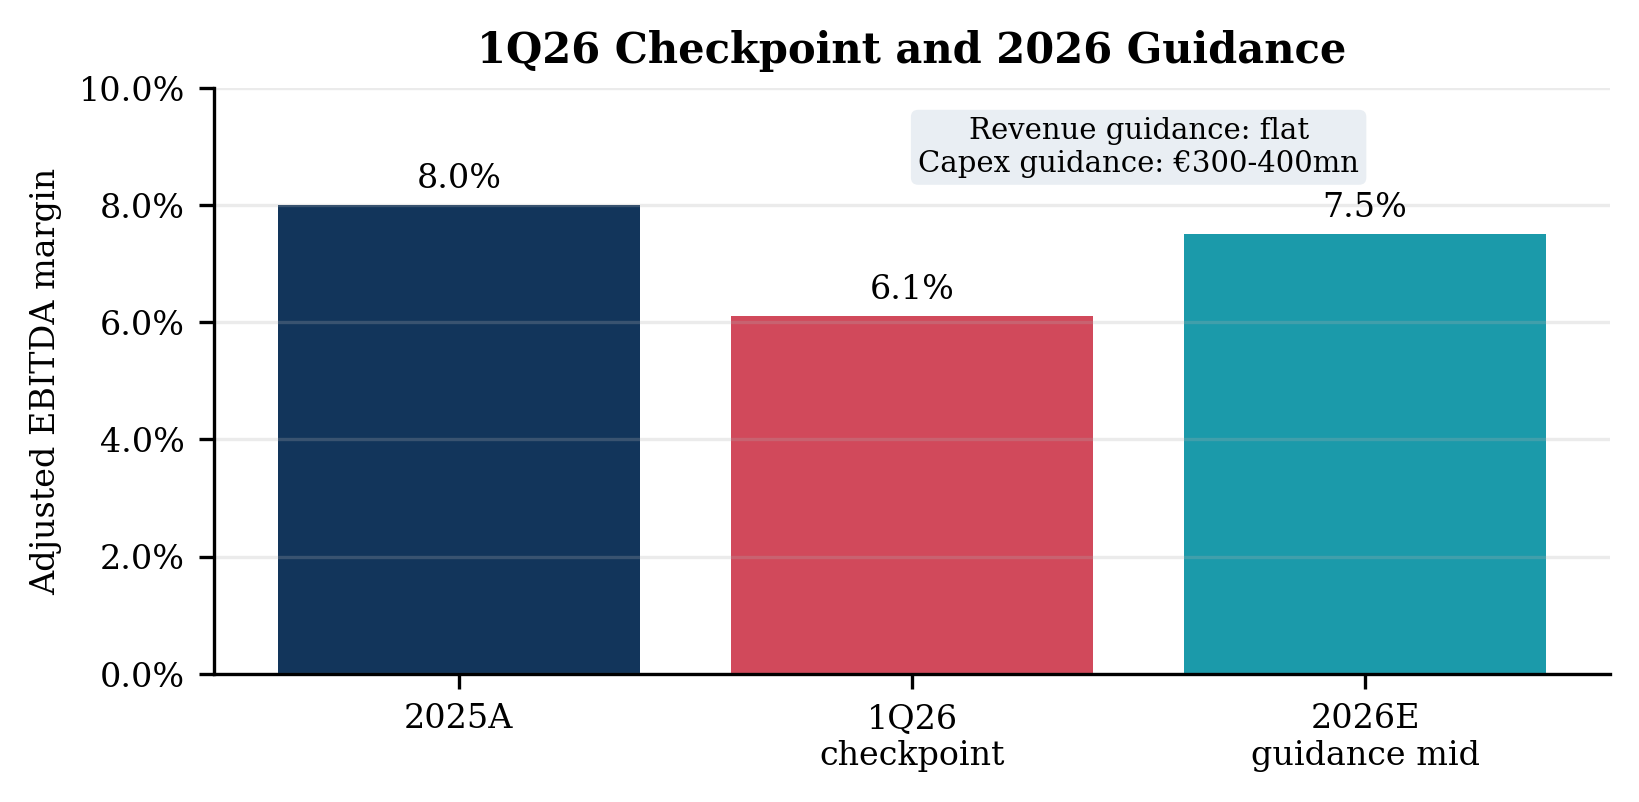 1Q26 Checkpoint and 2026 Guidance
Adjusted EBITDA margin
10.0%
8.0%
6.0%
4.0%
2.0%
0.0%
Revenue guidance: flat
Capex guidance: €300-400mn
8.0%
6.1%
7.5%
2025A
1Q26
checkpoint
2026E
guidance mid